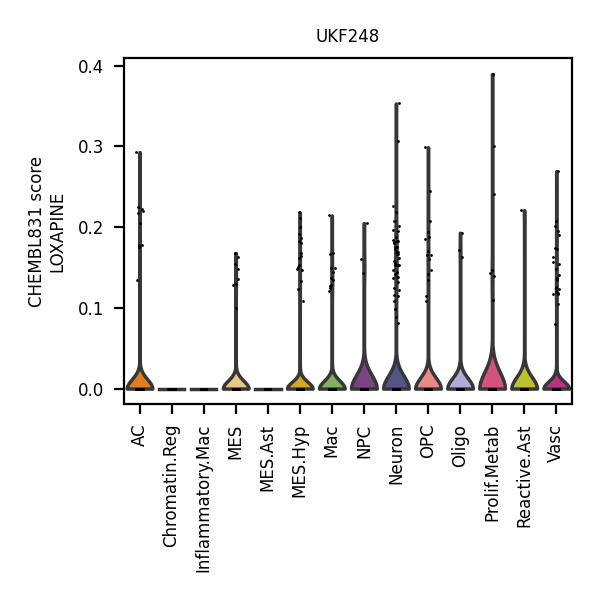 UKF248
CHEMBL831 score
LOXAPINE
0.4
0.3
0.2
0.1
0.0
AC
Chromatin.Reg
Inflammatory.Mac
MES
MES.Ast
MES.Hyp
Mac
NPC
Neuron
OPC
Oligo
Prolif.Metab
Reactive.Ast
Vasc